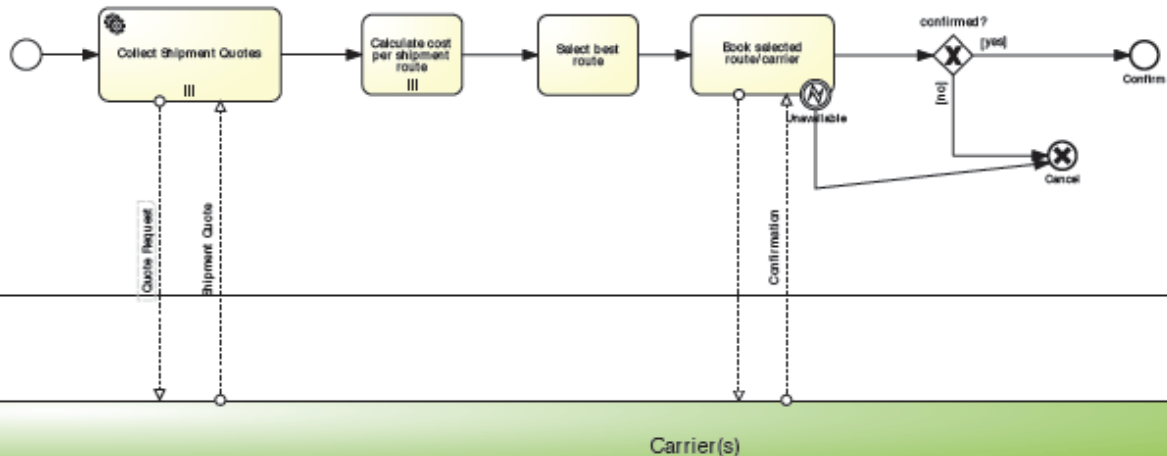 Collect Shipment Quotes
Calculate cost
per shipment
route
Select best
route
Book selected
route/carrier
Unavailable
confirmed?
[yes]
[no]
Confirm
Cancel
Quote Request
Shipment Quote
Confirmation
Carrier(s)